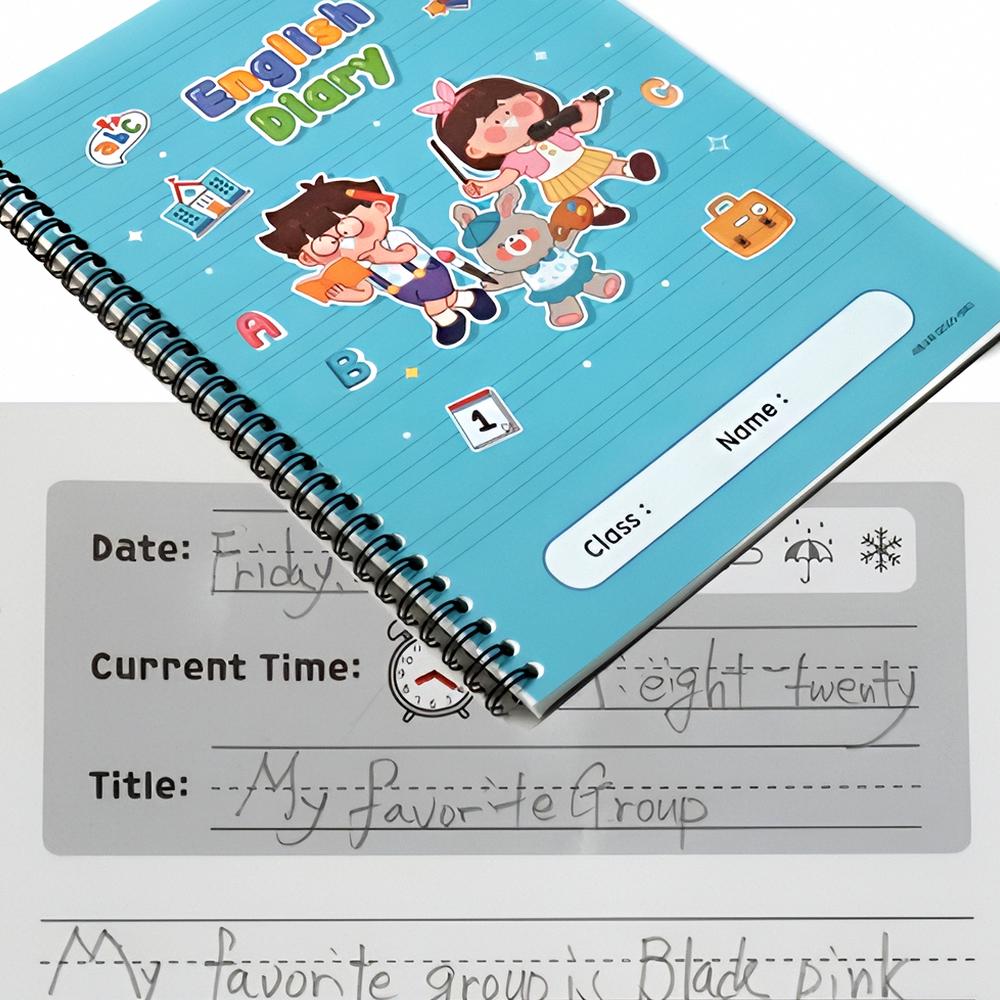 English
Diary
abc
C
A
B
1
Name :
Class :
Date: Friday,
Current Time: eight-twenty
Title: My favorite Group
My favorite group is Black pink